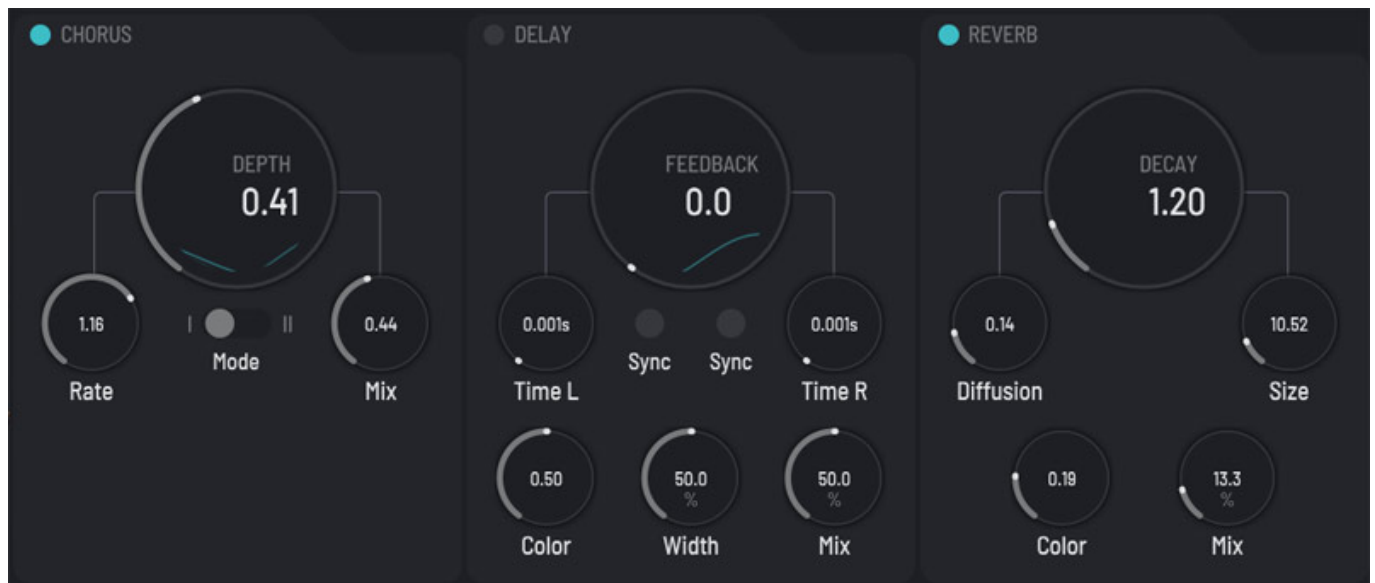 CHORUS
DEPTH
0.41
1.16
Rate
I
II
Mode
0.44
Mix
DELAY
FEEDBACK
0.0
0.001s
Time L
Sync
Sync
0.001s
Time R
0.50
Color
50.0
%
Width
50.0
%
Mix
REVERB
DECAY
1.20
0.14
Diffusion
10.52
Size
0.19
Color
13.3
%
Mix